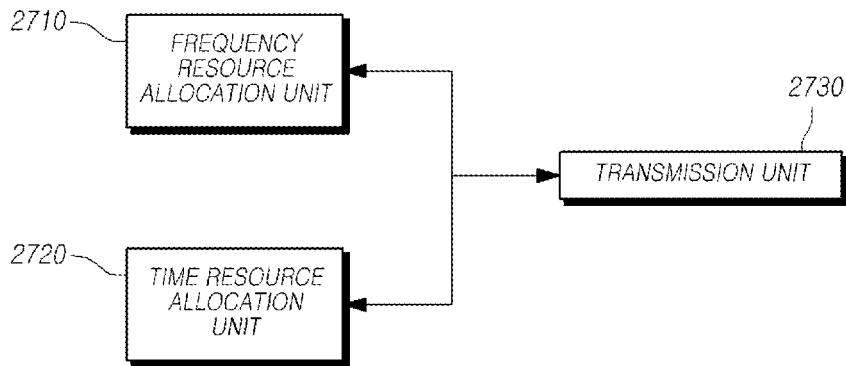 2710
FREQUENCY
RESOURCE
ALLOCATION UNIT
2730
TRANSMISSION UNIT
2720
TIME RESOURCE
ALLOCATION
UNIT